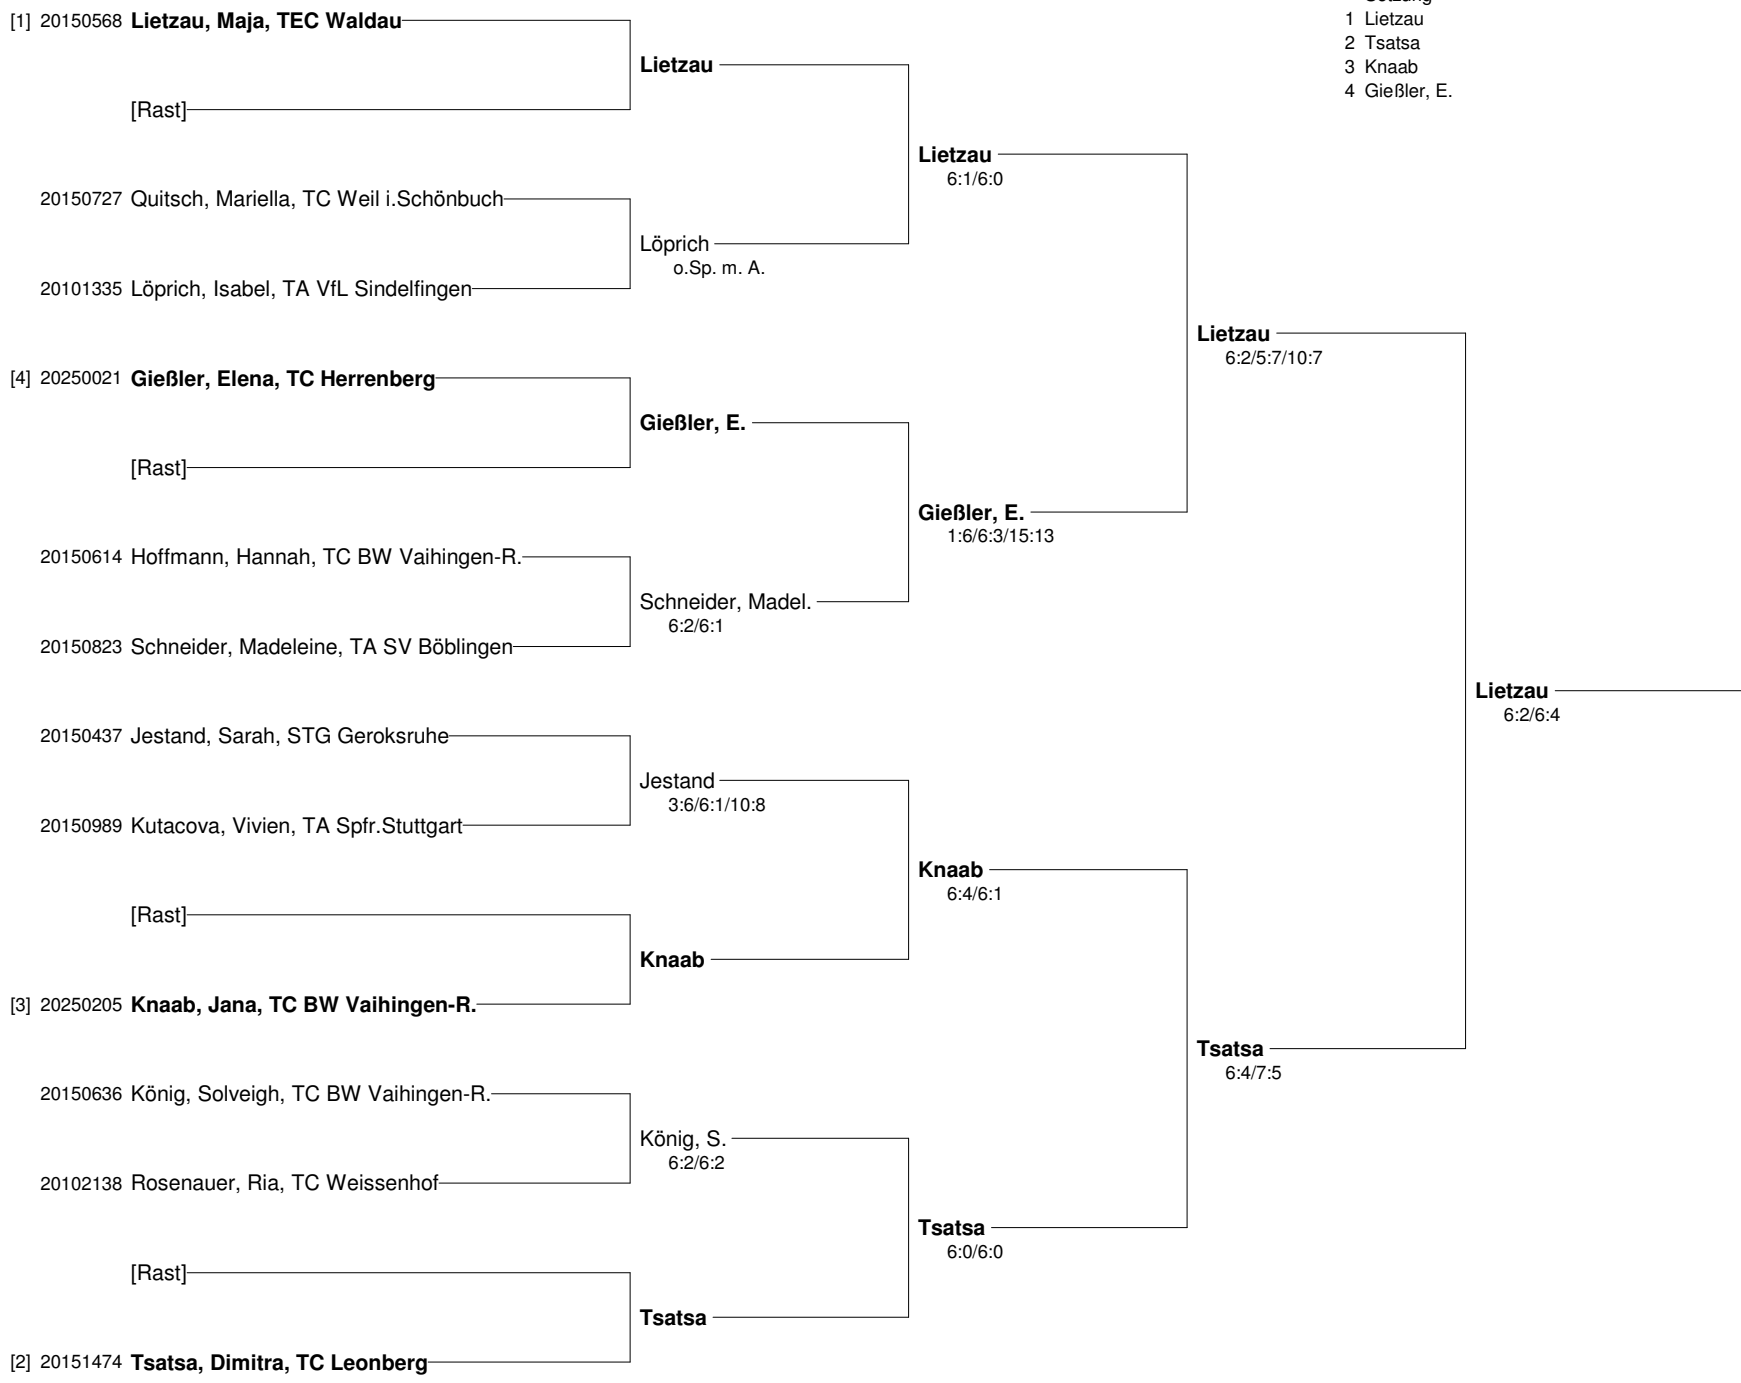 1 Lietzau
2 Tsatsa
3 Knaab
4 Gießler, E.
[1] 20150568 Lietzau, Maja, TEC Waldau
[Rast]
20150727 Quitsch, Mariella, TC Weil i.Schönbuch
20101335 Löprich, Isabel, TA VfL Sindelfingen
[4] 20250021 Gießler, Elena, TC Herrenberg
[Rast]
20150614 Hoffmann, Hannah, TC BW Vaihingen-R.
20150823 Schneider, Madeleine, TA SV Böblingen
20150437 Jestand, Sarah, STG Geroksruhe
20150989 Kutacova, Vivien, TA Spfr.Stuttgart
[Rast]
[3] 20250205 Knaab, Jana, TC BW Vaihingen-R.
20150636 König, Solveigh, TC BW Vaihingen-R.
20102138 Rosenauer, Ria, TC Weissenhof
[Rast]
[2] 20151474 Tsatsa, Dimitra, TC Leonberg
Lietzau
Löprich
o.Sp. m. A.
Gießler, E.
Schneider, Madel.
6:2/6:1
Jestand
3:6/6:1/10:8
Knaab
König, S.
6:2/6:2
Tsatsa
Lietzau
6:1/6:0
Gießler, E.
1:6/6:3/15:13
Knaab
6:4/6:1
Tsatsa
6:0/6:0
Lietzau
6:2/5:7/10:7
Tsatsa
6:4/7:5
Lietzau
6:2/6:4